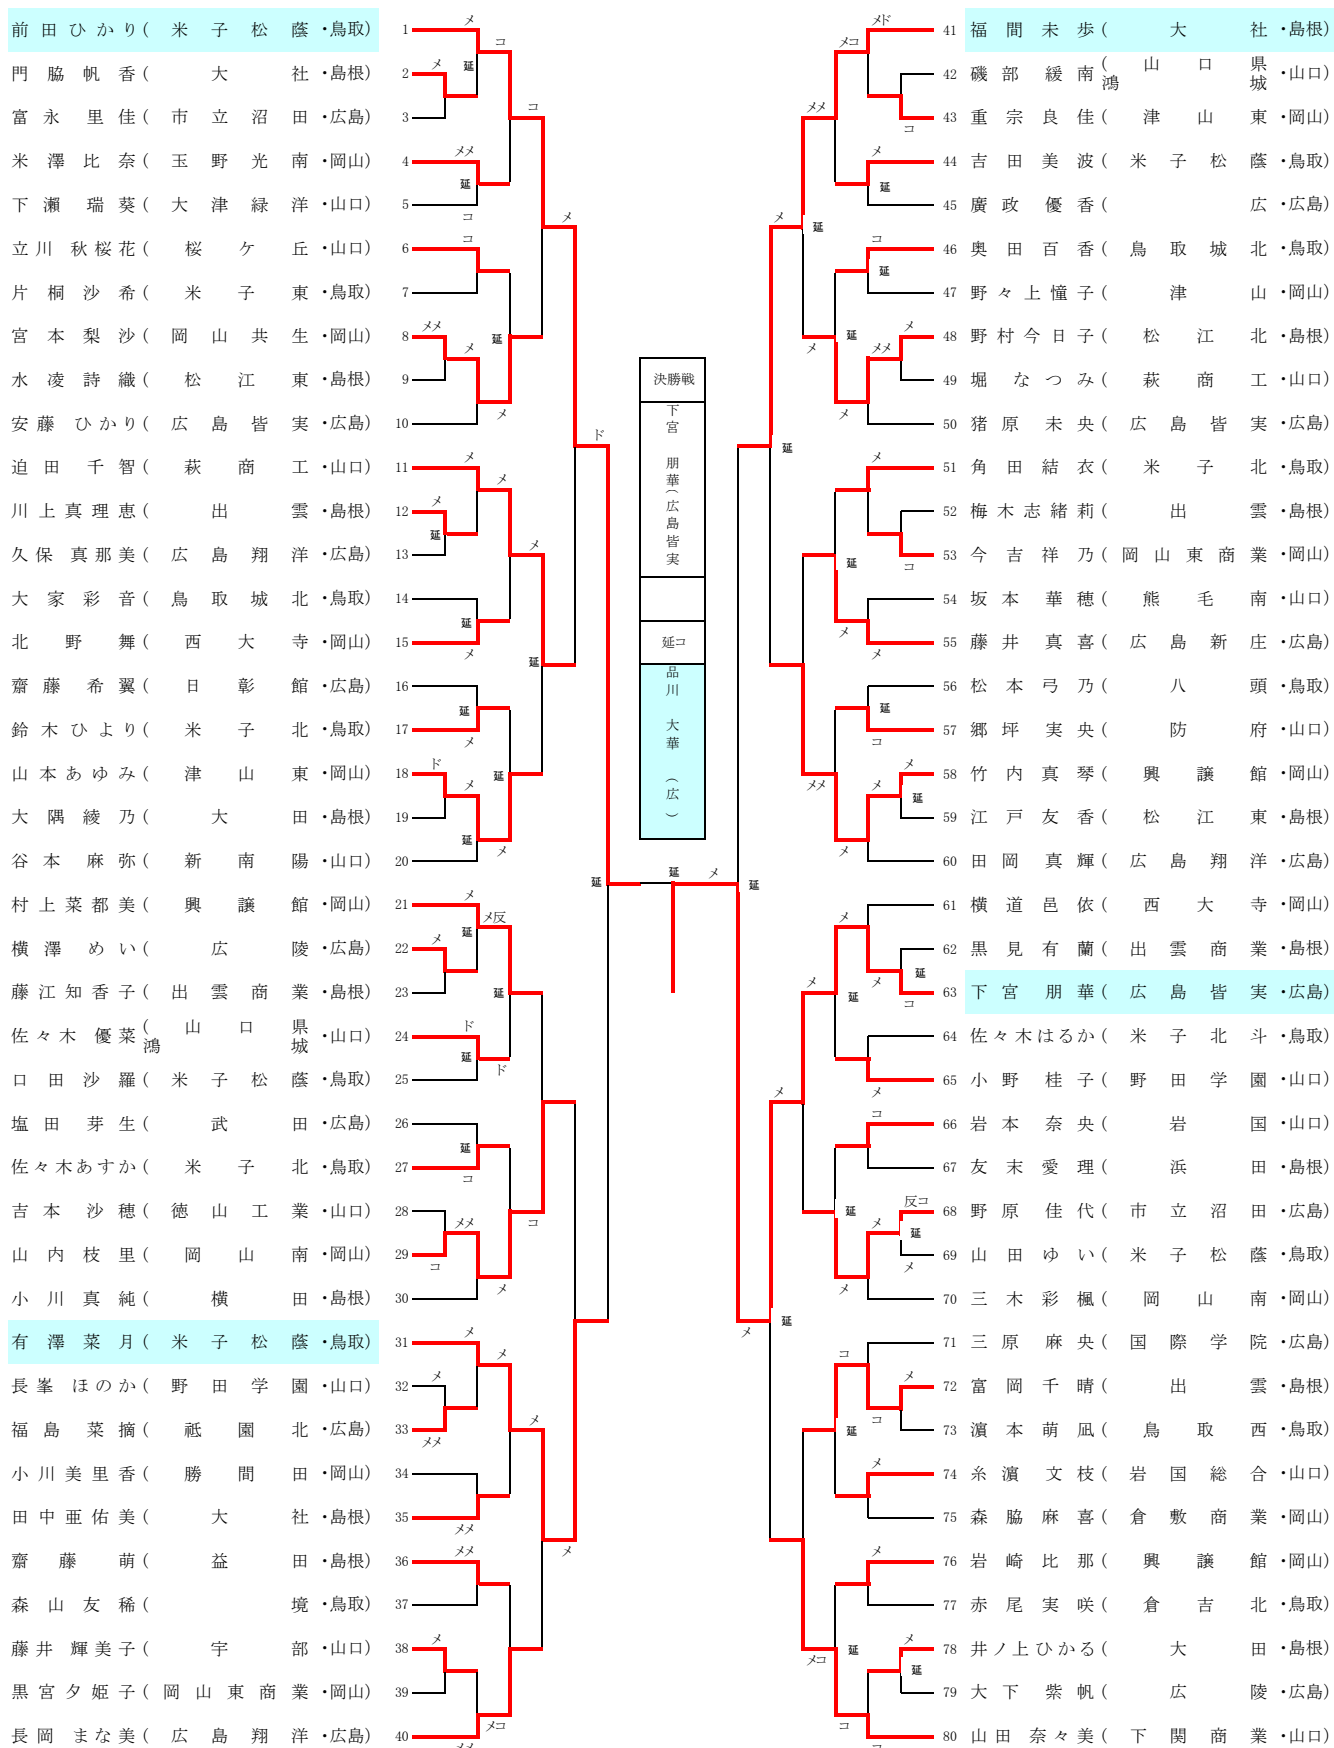 前田ひかり(米子松蔭・鳥取) 1
門脇帆香(大社・島根) 2
富永里佳(市立沼田・広島) 3
米澤比奈(玉野光南・岡山) 4
下瀬瑞葵(大津緑洋・山口) 5
立川秋桜花(桜ケ丘・山口) 6
片桐沙希(米子東・鳥取) 7
宮本梨沙(岡山共生・岡山) 8
水凌詩織(松江東・島根) 9
安藤ひかり(広島皆実・広島) 10
迫田千智(萩商工・山口) 11
川上真理恵(出雲・島根) 12
久保真那美(広島翔洋・広島) 13
大家彩音(鳥取城北・鳥取) 14
北野舞(西大寺・岡山) 15
齋藤希翼(日彰館・広島) 16
鈴木ひより(米子北・鳥取) 17
山本あゆみ(津山東・岡山) 18
大隅綾乃(大田・島根) 19
谷本麻弥(新南陽・山口) 20
村上菜都美(興譲館・岡山) 21
横澤めい(広陵・広島) 22
藤江知香子(出雲商業・島根) 23
佐々木優菜(山口県鴻城・山口) 24
口田沙羅(米子松蔭・鳥取) 25
塩田芽生(武田・広島) 26
佐々木あすか(米子北・鳥取) 27
吉本沙穂(徳山工業・山口) 28
山内枝里(岡山南・岡山) 29
小川真純(横田・島根) 30
有澤菜月(米子松蔭・鳥取) 31
長峯ほのか(野田学園・山口) 32
福島菜摘(祇園北・広島) 33
小川美里香(勝間田・岡山) 34
田中亜佑美(大社・島根) 35
齋藤萌(益田・島根) 36
森山友稀(境・鳥取) 37
藤井輝美子(宇部・山口) 38
黒宮夕姫子(岡山東商業・岡山) 39
長岡まな美(広島翔洋・広島) 40
決勝戦
下宮 朋華(広島皆実
延コ
品川 大華 (広)
41 福間未歩(大社・島根)
42 磯部緩南(山口県鴻城・山口)
43 重宗良佳(津山東・岡山)
44 吉田美波(米子松蔭・鳥取)
45 廣政優香(広・広島)
46 奥田百香(鳥取城北・鳥取)
47 野々上憧子(津山・岡山)
48 野村今日子(松江北・島根)
49 堀なつみ(萩商工・山口)
50 猪原未央(広島皆実・広島)
51 角田結衣(米子北・鳥取)
52 梅木志緒莉(出雲・島根)
53 今吉祥乃(岡山東商業・岡山)
54 坂本華穂(熊毛南・山口)
55 藤井真喜(広島新庄・広島)
56 松本弓乃(八頭・鳥取)
57 郷坪実央(防府・山口)
58 竹内真琴(興譲館・岡山)
59 江戸友香(松江東・島根)
60 田岡真輝(広島翔洋・広島)
61 横道邑依(西大寺・岡山)
62 黒見有蘭(出雲商業・島根)
63 下宮朋華(広島皆実・広島)
64 佐々木はるか(米子北斗・鳥取)
65 小野桂子(野田学園・山口)
66 岩本奈央(岩国・山口)
67 友末愛理(浜田・島根)
68 野原佳代(市立沼田・広島)
69 山田ゆい(米子松蔭・鳥取)
70 三木彩楓(岡山南・岡山)
71 三原麻央(国際学院・広島)
72 富岡千晴(出雲・島根)
73 濵本萌凪(鳥取西・鳥取)
74 糸濵文枝(岩国総合・山口)
75 森脇麻喜(倉敷商業・岡山)
76 岩崎比那(興譲館・岡山)
77 赤尾実咲(倉吉北・鳥取)
78 井ノ上ひかる(大田・島根)
79 大下紫帆(広陵・広島)
80 山田奈々美(下関商業・山口)